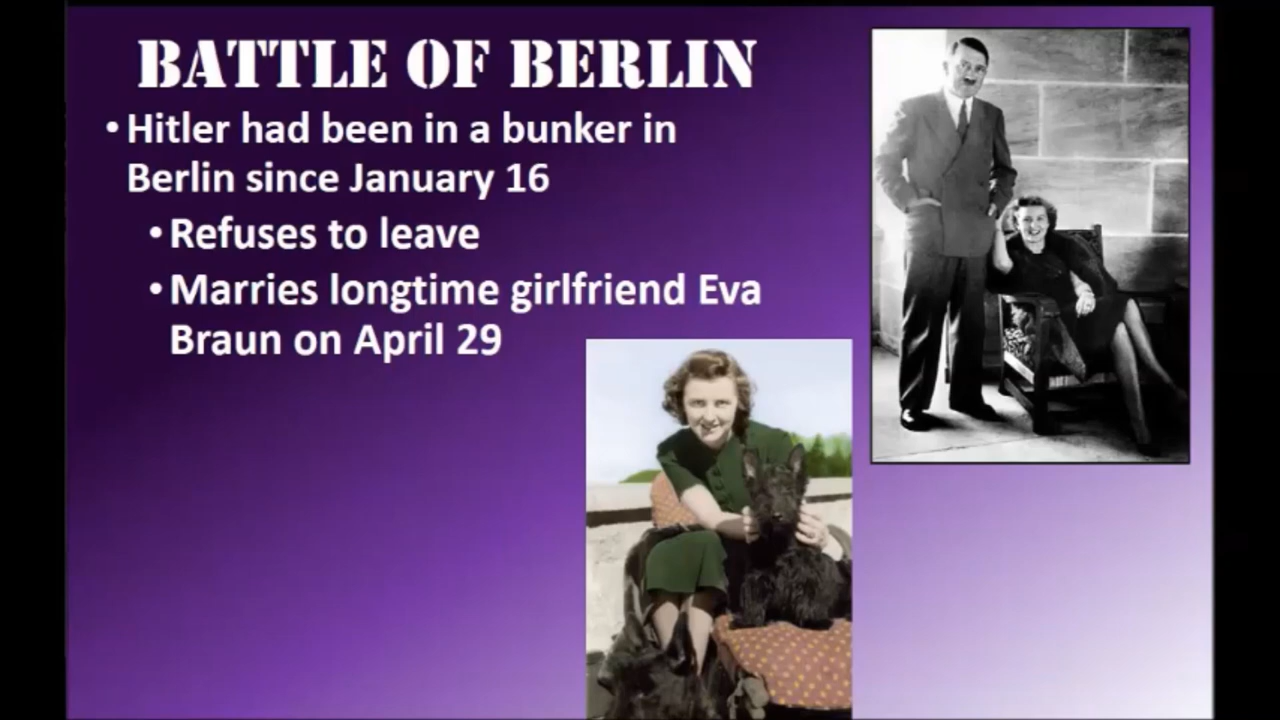 BATTLE OF BERLIN
• Hitler had been in a bunker in
Berlin since January 16
• Refuses to leave
• Marries longtime girlfriend Eva
Braun on April 29